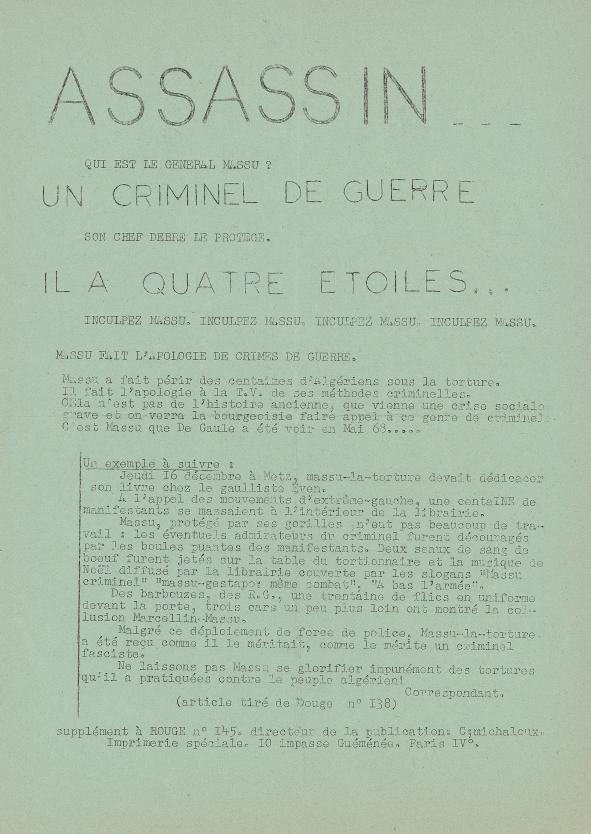 ASSASSIN _ _ _
QUI EST LE GENERAL MASSU ?
UN CRIMINEL DE GUERRE
SON CHEF DEBRE LE PROTEGE.
IL A QUATRE ETOILES...
INCULPEZ MASSU. INCULPEZ MASSU. INCULPEZ MASSU. INCULPEZ MASSU.
MASSU FAIT L'APOLOGIE DE CRIMES DE GUERRE.
Massu a fait périr des centaines d'Algériens sous la torture.
Il fait l'apologie à la T.V. de ses méthodes criminelles.
CEla n'est pas de l'histoire ancienne, que vienne une crise sociale
grave et on verra la bourgeoisie faire appel à ce genre de criminel.
C'est Massu que De Gaule a été voir en Mai 68.....
Un exemple à suivre :
Jeudi I6 décembre à Metz, massu-la-torture devait dédicacer
son livre chez le gaulliste Even.
A l'appel des mouvements d'extrême-gauche, une centaINE de
manifestants se massaient à l'intérieur de la librairie.
Massu, protégé par ses gorilles ,n'eut pas beaucoup de tra-
vail : les éventuels admirateurs du criminel furent découragés
par les boules puantes des manifestants. Deux seaux de sang de
boeuf furent jetés sur la table du tortionnaire et la musique de
Noël diffusé par la librairie couverte par les slogans "Massu
criminel" "massu-gestapo: même combat", "A bas l'armée".
Des barbouzes, des R.G., une trentaine de flics en uniforme
devant la porte, trois cars un peu plus loin ont montré la col-
lusion Marcellin-Massu.
Malgré ce déploiement de force de police, Massu-la-torture
a été reçu comme il le méritait, comme le mérite un criminel
fasciste.
Ne laissons pas Massu se glorifier impunément des tortures
qu'il a pratiquées contre le peuple algérien!
Correspondant.
(article tiré de Rouge n° I38)
supplément à ROUGE n° I45. directeur de la publication: C;michaloux.
Imprimerie spéciale. IO impasse Guéménée. Paris IV°.